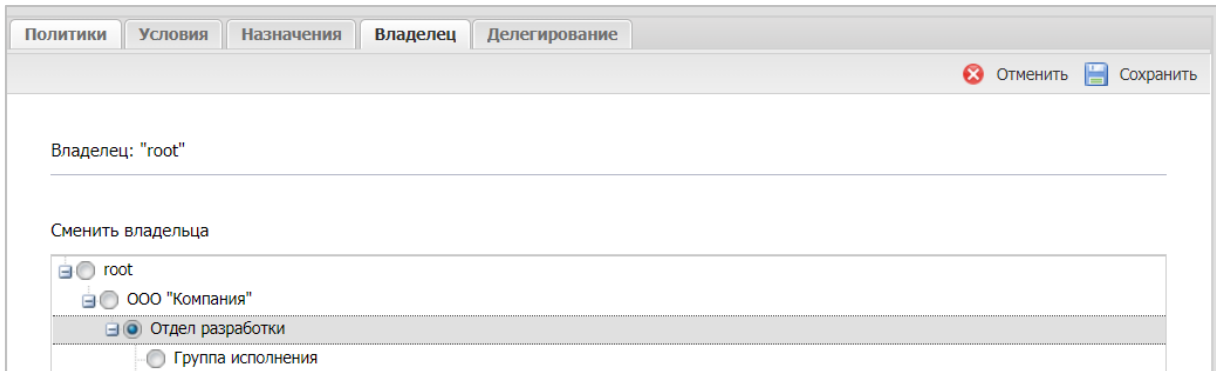 Политики Условия Назначения Владелец Делегирование
Отменить Сохранить
Владелец: "root"
Сменить владельца
root
ООО "Компания"
Отдел разработки
Группа исполнения